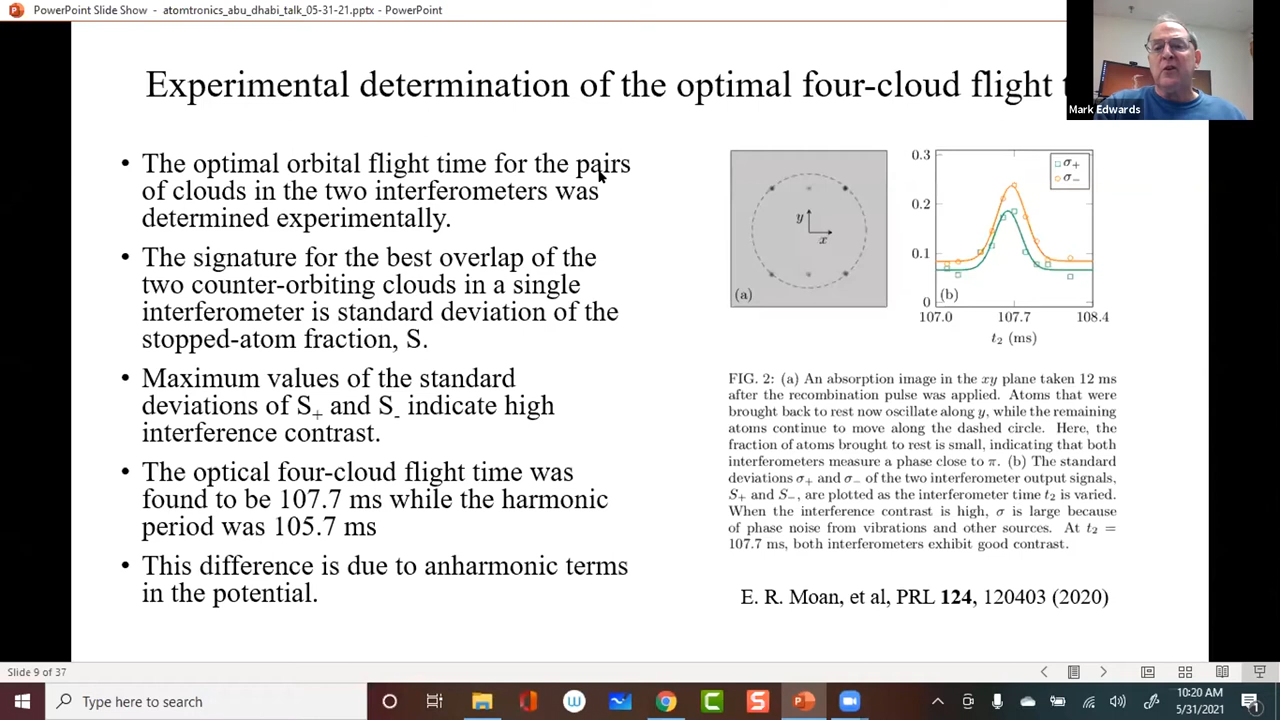 PowerPoint Slide Show - atomtronics_abu_dhabi_talk_05-31-21.pptx - PowerPoint
Mark Edwards
Experimental determination of the optimal four-cloud flight
• The optimal orbital flight time for the pairs
of clouds in the two interferometers was
determined experimentally.
• The signature for the best overlap of the
two counter-orbiting clouds in a single
interferometer is standard deviation of the
stopped-atom fraction, S.
• Maximum values of the standard
deviations of S₊ and S₋ indicate high
interference contrast.
• The optical four-cloud flight time was
found to be 107.7 ms while the harmonic
period was 105.7 ms
• This difference is due to anharmonic terms
in the potential.
y
x
(a)
0.3
0.2
0.1
0
σ₊
σ₋
(b)
107.0 107.7 108.4
t₂ (ms)
FIG. 2: (a) An absorption image in the xy plane taken 12 ms
after the recombination pulse was applied. Atoms that were
brought back to rest now oscillate along y, while the remaining
atoms continue to move along the dashed circle. Here, the
fraction of atoms brought to rest is small, indicating that both
interferometers measure a phase close to π. (b) The standard
deviations σ₊ and σ₋ of the two interferometer output signals,
S₊ and S₋, are plotted as the interferometer time t₂ is varied.
When the interference contrast is high, σ is large because
of phase noise from vibrations and other sources. At t₂ =
107.7 ms, both interferometers exhibit good contrast.
E. R. Moan, et al, PRL 124, 120403 (2020)
Slide 9 of 37
Type here to search
10:20 AM
5/31/2021
1